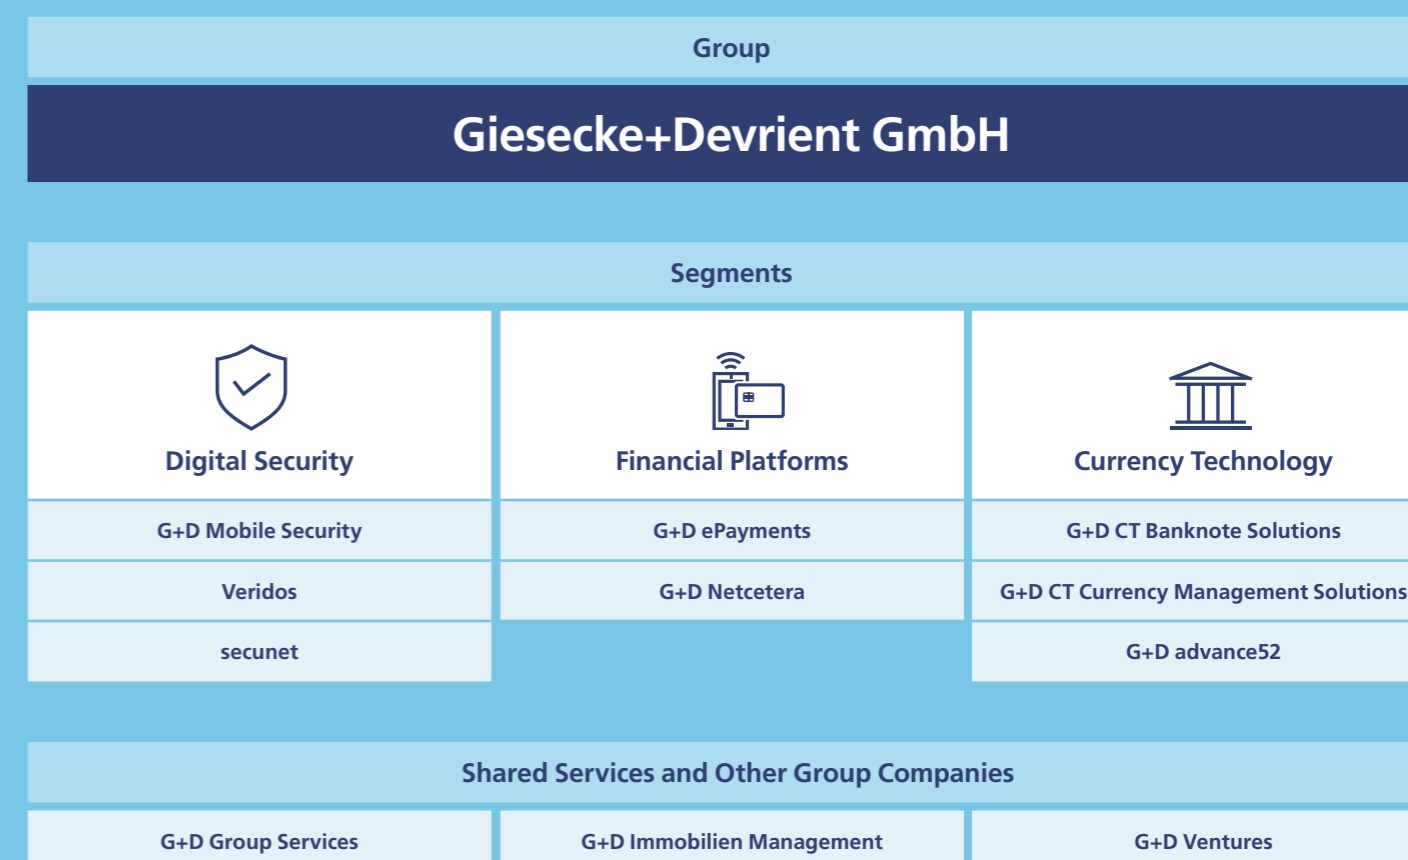 Group
Giesecke+Devrient GmbH
Segments
Digital Security
Financial Platforms
Currency Technology
G+D Mobile Security
G+D ePayments
G+D CT Banknote Solutions
Veridos
G+D Netcetera
G+D CT Currency Management Solutions
secunet
G+D advance52
Shared Services and Other Group Companies
G+D Group Services
G+D Immobilien Management
G+D Ventures